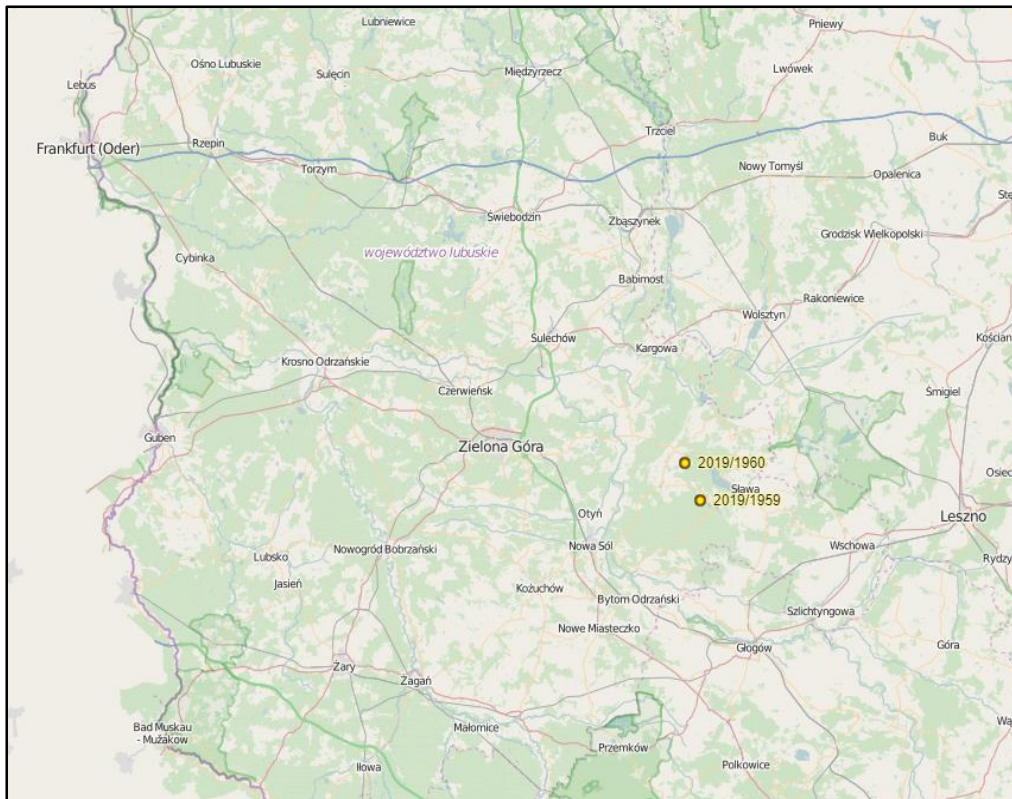 Lubniewice
Pniewy
Ośno Lubuskie
Sulęcin
Międzyrzecz
Lwówek
Lebus
Trzciel
Buk
Frankfurt (Oder)
Rzepin
Torzym
Nowy Tomyśl
Opalenica
Świebodzin
Zbąszynek
Grodzisk Wielkopolski
województwo lubuskie
Cybinka
Babimost
Rakoniewice
Wolsztyn
Sulechów
Kargowa
Kościan
Krosno Odrzańskie
Czerwieńsk
Śmigiel
Guben
Zielona Góra
2019/1960
Osiec
Sława
2019/1959
Otyń
Leszno
Nowogród Bobrzański
Nowa Sól
Wschowa
Lubsko
Rydzy
Jasień
Kożuchów
Bytom Odrzański
Szlichtyngowa
Nowe Miasteczko
Głogów
Góra
Żary
Żagań
Bad Muskau
- Mużaków
Małomice
Przemków
Iłowa
Polkowice